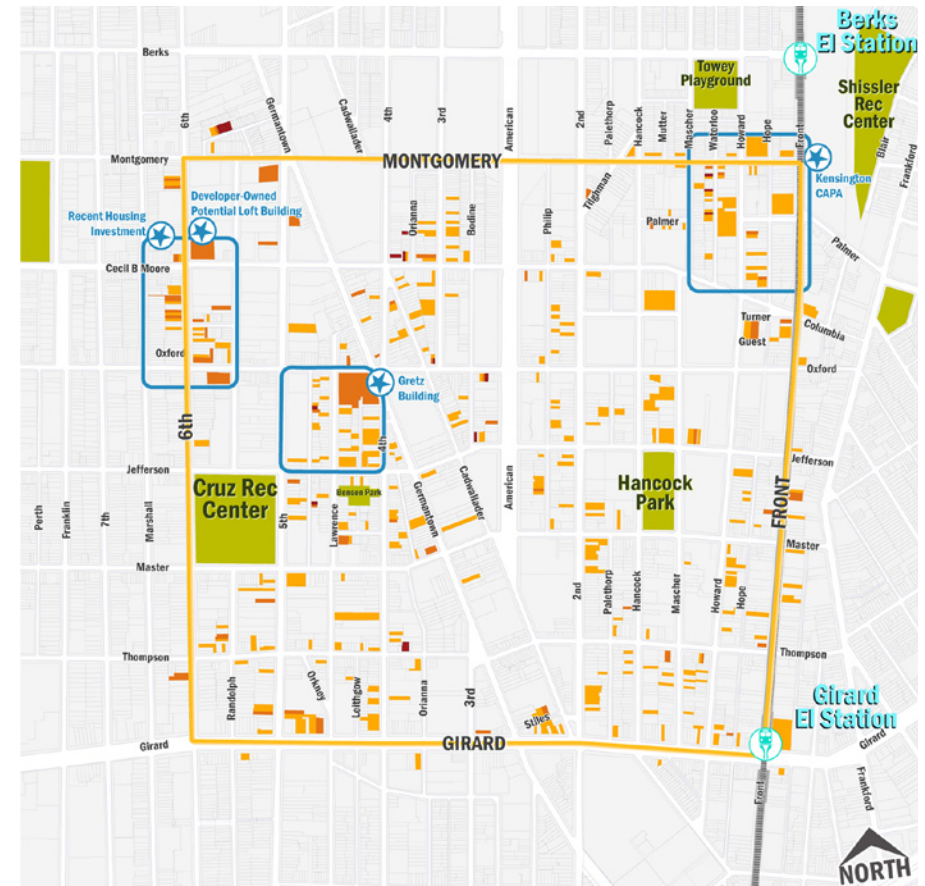 Berks
El Station
Berks
Towey
Playground
Shissler
Rec
Center
6th
Germantown
Cadwallader
4th
3rd
American
2nd
Palethorp
Hancock
Mutter
Mascher
Waterloo
Howard
Hope
Front
Blair
Frankford
Montgomery
MONTGOMERY
Kensington
CAPA
Recent Housing
Investment
Developer-Owned
Potential Loft Building
Orianna
Bodine
Philip
Tilghman
Palmer
Palmer
Cecil B Moore
Turner
Guest
Columbia
Oxford
Oxford
Gretz
Building
6th
4th
Jefferson
Jefferson
Cruz Rec
Center
Benson Park
Hancock
Park
FRONT
Perth
Franklin
7th
Marshall
5th
Lawrence
Germantown
Cadwallader
American
Master
Master
2nd
Palethorp
Hancock
Mascher
Howard
Hope
Thompson
Thompson
Randolph
Orkney
Leithgow
Orianna
3rd
Stiles
Girard
El Station
Girard
GIRARD
Girard
Front
Frankford
NORTH